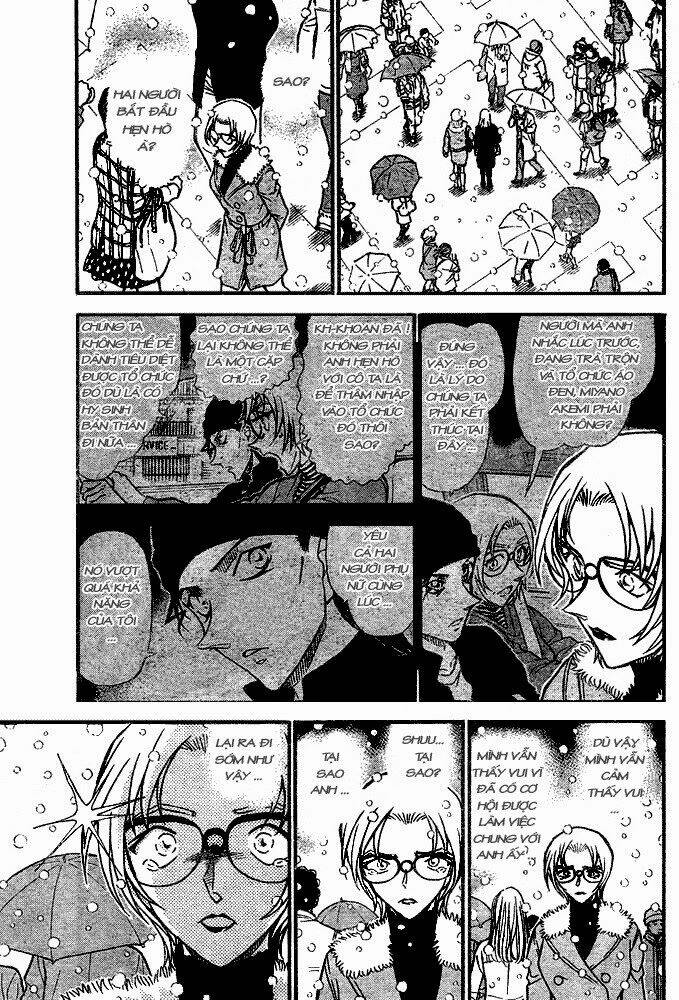 SAO?
HAI NGƯỜI
BẮT ĐẦU
HẸN HÒ
À?
NGƯỜI MÀ ANH
NHẮC LÚC TRƯỚC,
ĐANG TRÀ TRỘN
VÀ TỔ CHỨC ÁO
ĐEN, MIYANO
AKEMI PHẢI
KHÔNG?
ĐÚNG
VẬY ... ĐÓ
LÀ LÝ DO
CHÚNG TA
PHẢI KẾT
THÚC TẠI
ĐÂY ...
KH-KHOAN ĐÃ !
KHÔNG PHẢI
ANH HẸN HÒ
VỚI CÔ TA LÀ
ĐỂ THÂM NHẬP
VÀO TỔ CHỨC
ĐÓ THÔI
SAO?
SAO CHÚNG TA
LẠI KHÔNG THỂ
LÀ MỘT CẶP
CHỨ ...?
CHÚNG TA
KHÔNG THỂ DỄ
DÀNH TIÊU DIỆT
ĐƯỢC TỔ CHỨC
ĐÓ DÙ LÀ CÓ
HY SINH
BẢN THÂN
ĐI NỮA ...
VICE
YÊU
CẢ HAI
NGƯỜI PHỤ
NỮ CÙNG
LÚC ...
NÓ VƯỢT
QUÁ KHẢ
NĂNG
CỦA TÔI
...
DÙ VẬY
MÌNH VẪN
CẢM
THẤY VUI
...
MÌNH VẪN
THẤY VUI VÌ
ĐÃ CÓ CƠ
HỘI ĐƯỢC
LÀM VIỆC
CHUNG VỚI
ANH ẤY
SHUU...
TẠI
SAO?
TẠI
SAO
ANH ...
LẠI RA ĐI
SỚM NHƯ
VẬY ...